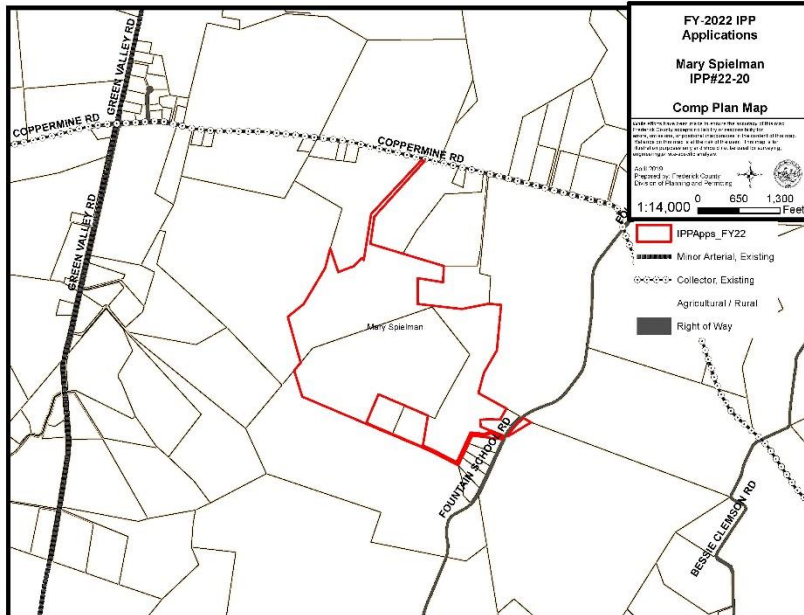 FY-2022 IPP
Applications
Mary Spielman
IPP#22-20
Comp Plan Map
April 2019
Prepared by: Frederick County
Division of Planning and Permitting
1:14,000
0 650 1,300
Feet
IPPApps_FY22
Minor Arterial, Existing
Collector, Existing
Agricultural / Rural
Right of Way
GREEN VALLEY RD
COPPERMINE RD
COPPERMINE RD
GREEN VALLEY RD
Mary Spielman
FOUNTAIN SCHOOL RD
BESSIE CLEMSON RD